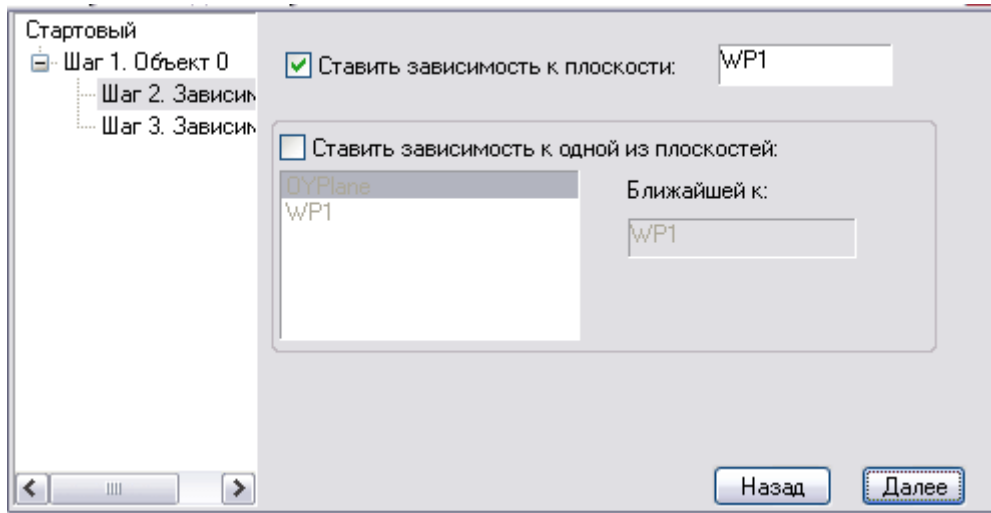 Стартовый
Шаг 1. Объект 0
Шаг 2. Зависим
Шаг 3. Зависим
Ставить зависимость к плоскости:
WP1
Ставить зависимость к одной из плоскостей:
OYPlane
WP1
Ближайшей к:
WP1
Назад
Далее